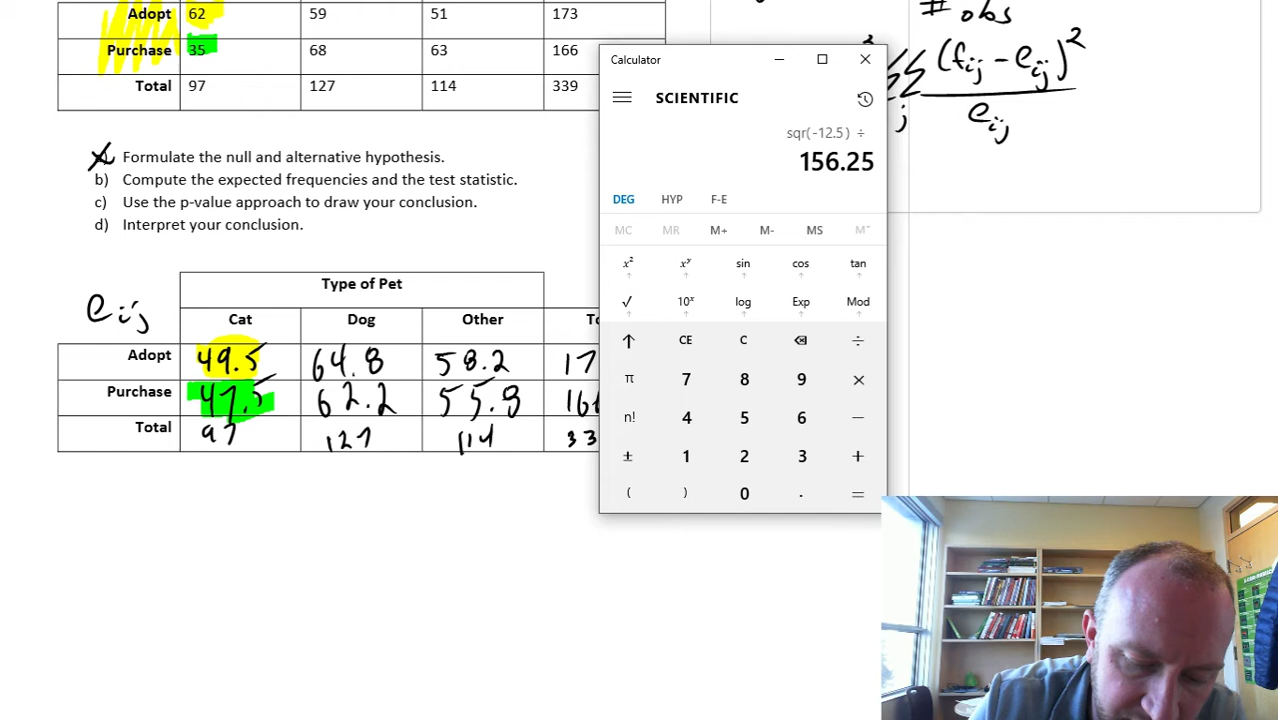 Adopt 62 59 51 173
Purchase 35 68 63 166
Total 97 127 114 339
# obs
(fij - eij)²
eij
j
a) Formulate the null and alternative hypothesis.
b) Compute the expected frequencies and the test statistic.
c) Use the p-value approach to draw your conclusion.
d) Interpret your conclusion.
Type of Pet
eij
Cat Dog Other To
Adopt 49.5 64.8 58.2 17
Purchase 47.5 62.2 55.8 16
Total 97 127 114 33
Calculator
SCIENTIFIC
sqr(-12.5) ÷
156.25
DEG HYP F-E
MC MR M+ M- MS M˅
x² xʸ sin cos tan
√ 10ˣ log Exp Mod
↑ CE C ⌫ ÷
π 7 8 9 ×
n! 4 5 6 −
± 1 2 3 +
( ) 0 . =